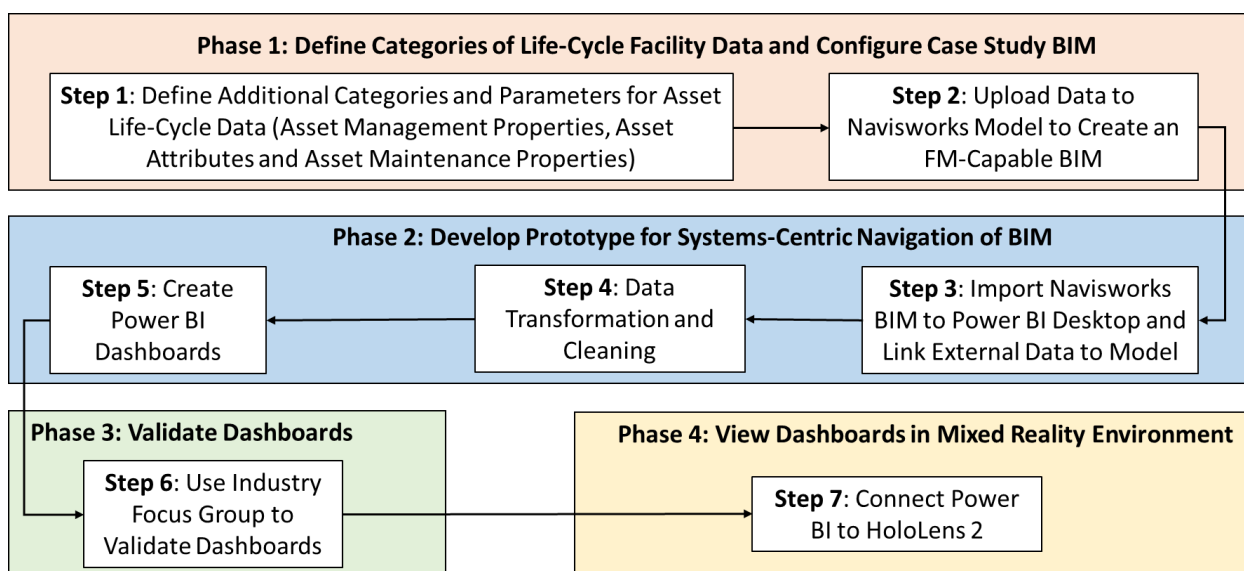 Phase 1: Define Categories of Life-Cycle Facility Data and Configure Case Study BIM
Step 1: Define Additional Categories and Parameters for Asset
Life-Cycle Data (Asset Management Properties, Asset
Attributes and Asset Maintenance Properties)
Step 2: Upload Data to
Navisworks Model to Create an
FM-Capable BIM
Phase 2: Develop Prototype for Systems-Centric Navigation of BIM
Step 3: Import Navisworks
BIM to Power BI Desktop and
Link External Data to Model
Step 4: Data
Transformation and
Cleaning
Step 5: Create
Power BI
Dashboards
Phase 3: Validate Dashboards
Step 6: Use Industry
Focus Group to
Validate Dashboards
Phase 4: View Dashboards in Mixed Reality Environment
Step 7: Connect Power
BI to HoloLens 2